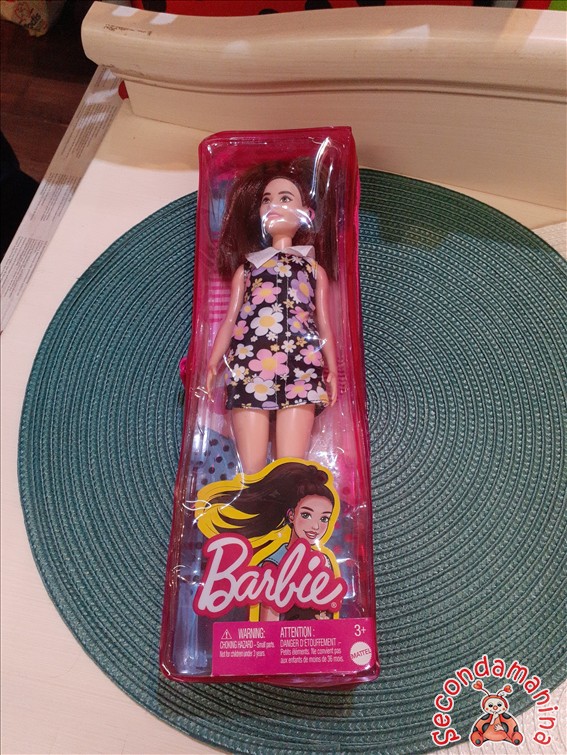 Barbie®
WARNING:
CHOKING HAZARD - Small parts.
Not for children under 3 years.
ATTENTION :
DANGER D'ÉTOUFFEMENT -
Petits éléments. Ne convient pas
aux enfants de moins de 36 mois.
3+
MATTEL
secondamanina